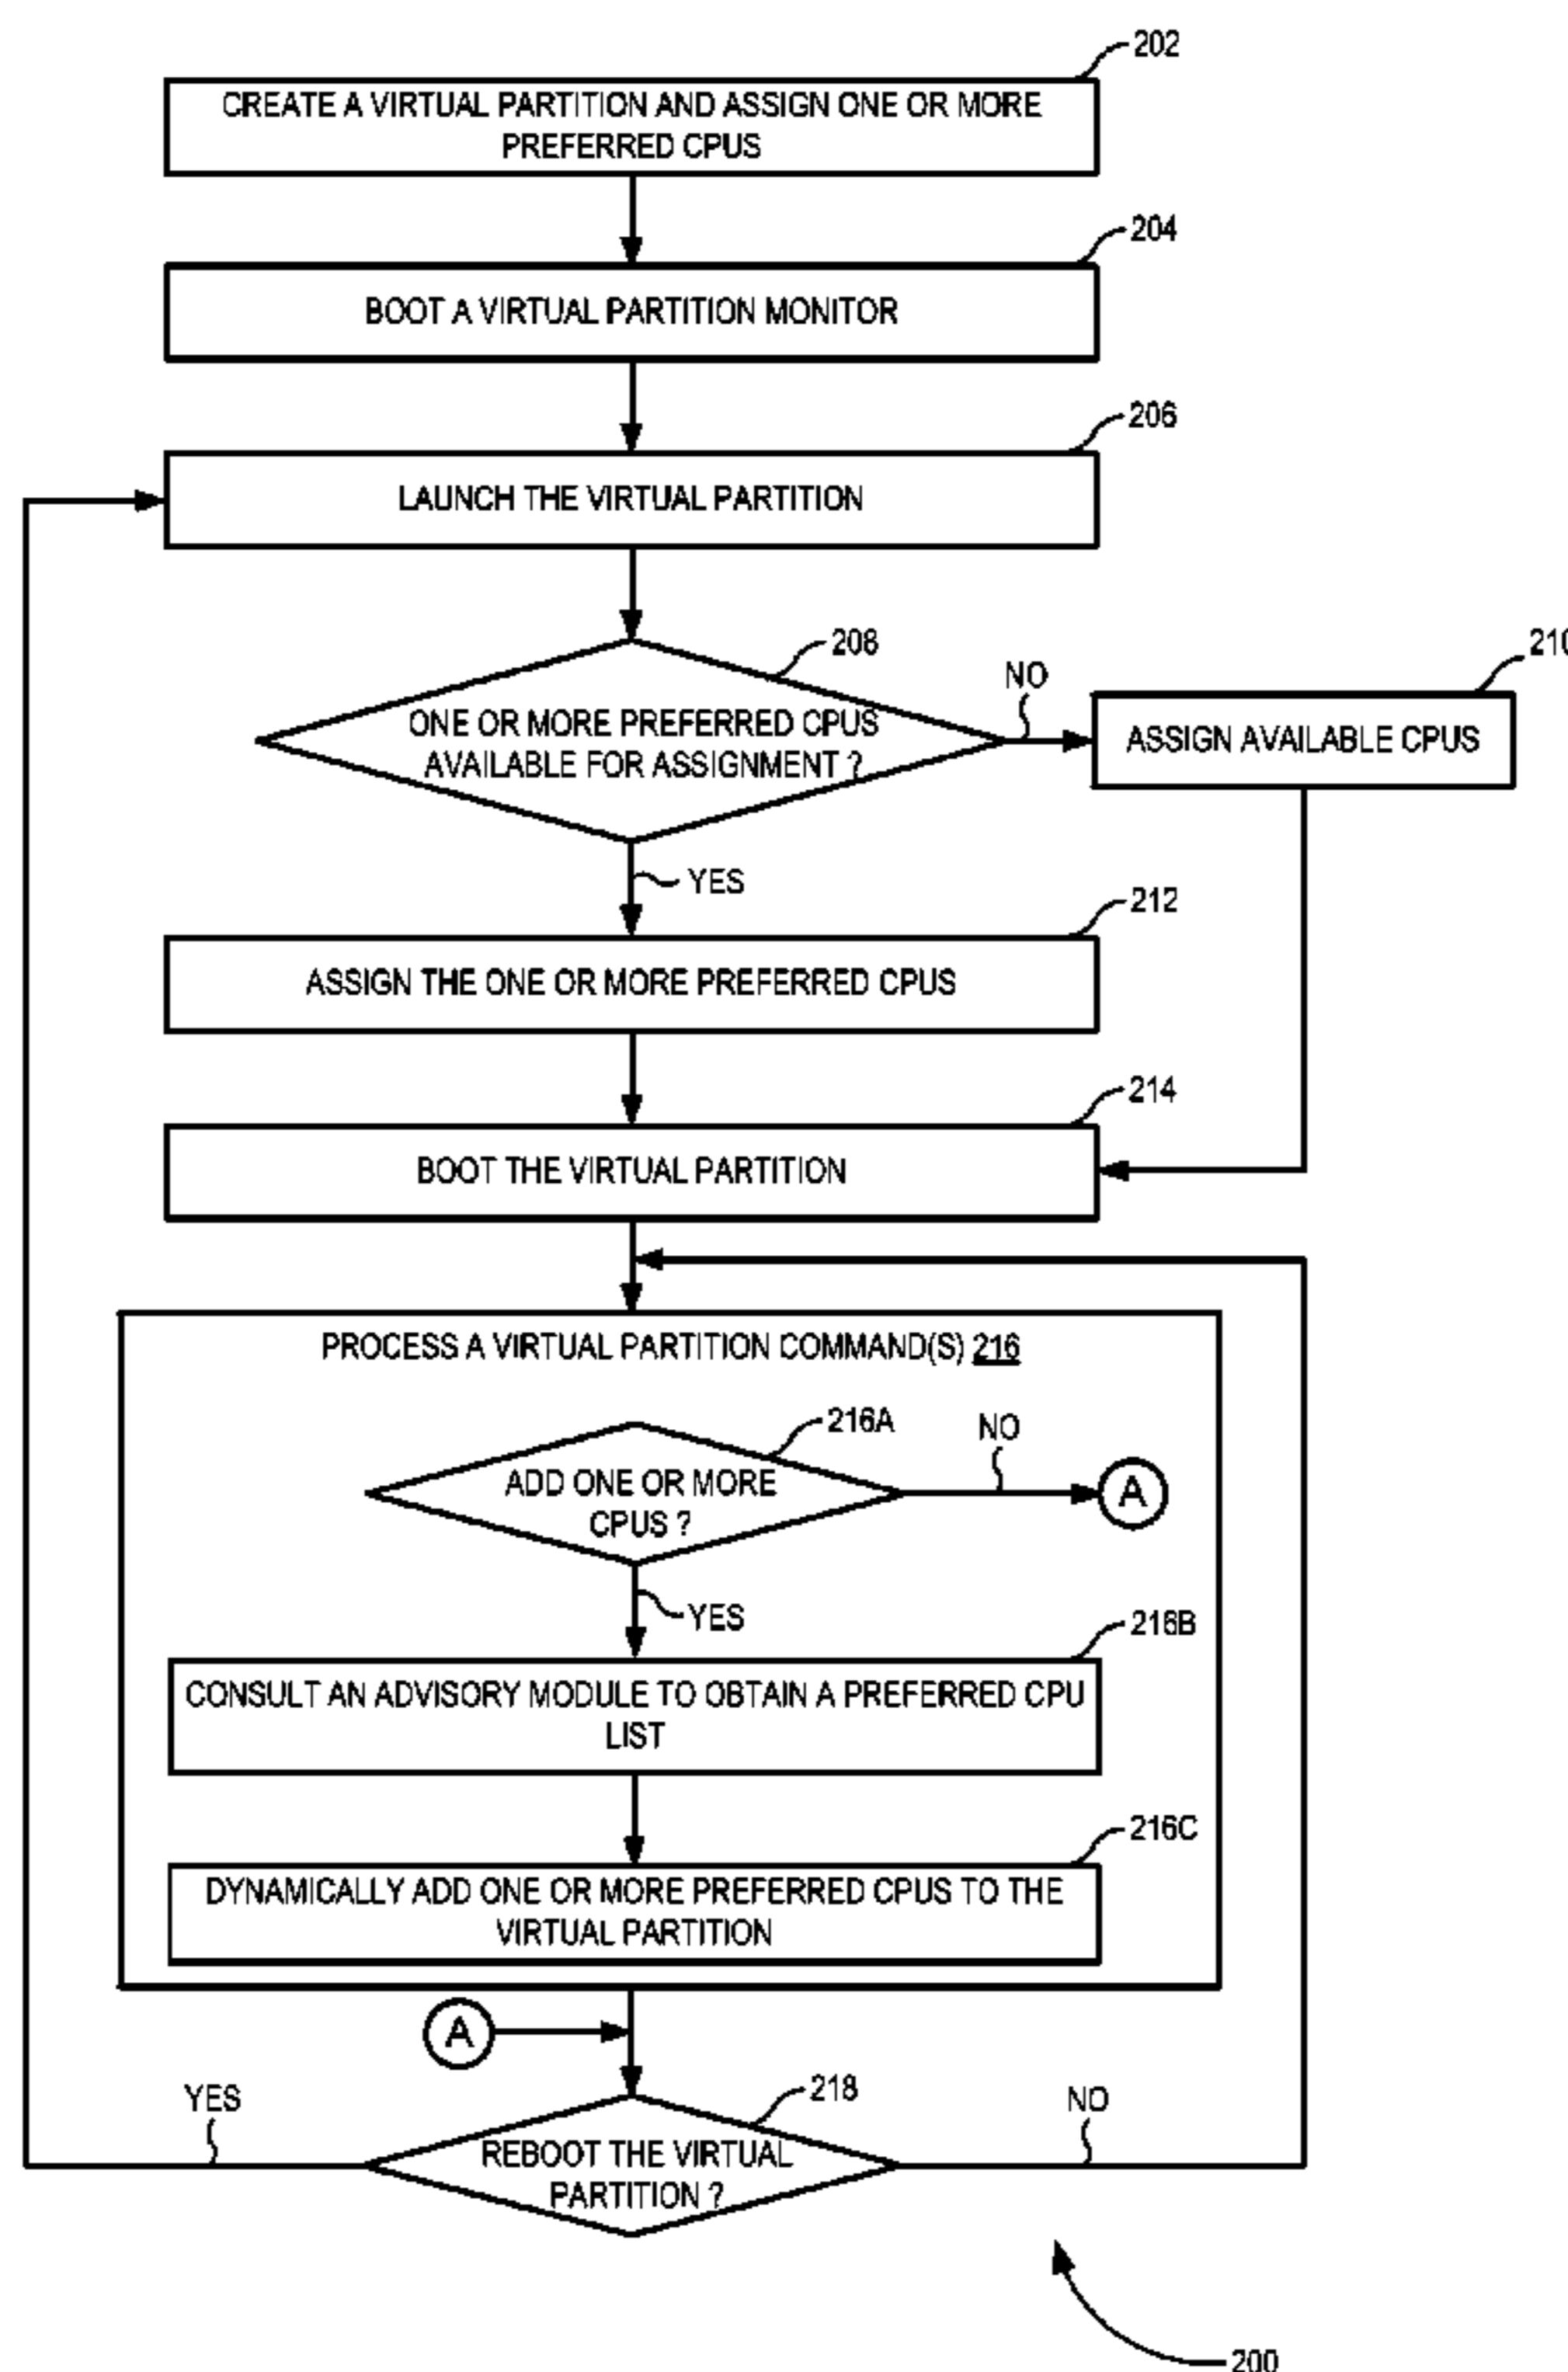 202
CREATE A VIRTUAL PARTITION AND ASSIGN ONE OR MORE
PREFERRED CPUS
204
BOOT A VIRTUAL PARTITION MONITOR
206
LAUNCH THE VIRTUAL PARTITION
208
ONE OR MORE PREFERRED CPUS
AVAILABLE FOR ASSIGNMENT ?
NO
210
ASSIGN AVAILABLE CPUS
YES
212
ASSIGN THE ONE OR MORE PREFERRED CPUS
214
BOOT THE VIRTUAL PARTITION
PROCESS A VIRTUAL PARTITION COMMAND(S) 216
216A
ADD ONE OR MORE
CPUS ?
NO
A
YES
216B
CONSULT AN ADVISORY MODULE TO OBTAIN A PREFERRED CPU
LIST
216C
DYNAMICALLY ADD ONE OR MORE PREFERRED CPUS TO THE
VIRTUAL PARTITION
A
YES
218
REBOOT THE VIRTUAL
PARTITION ?
NO
200